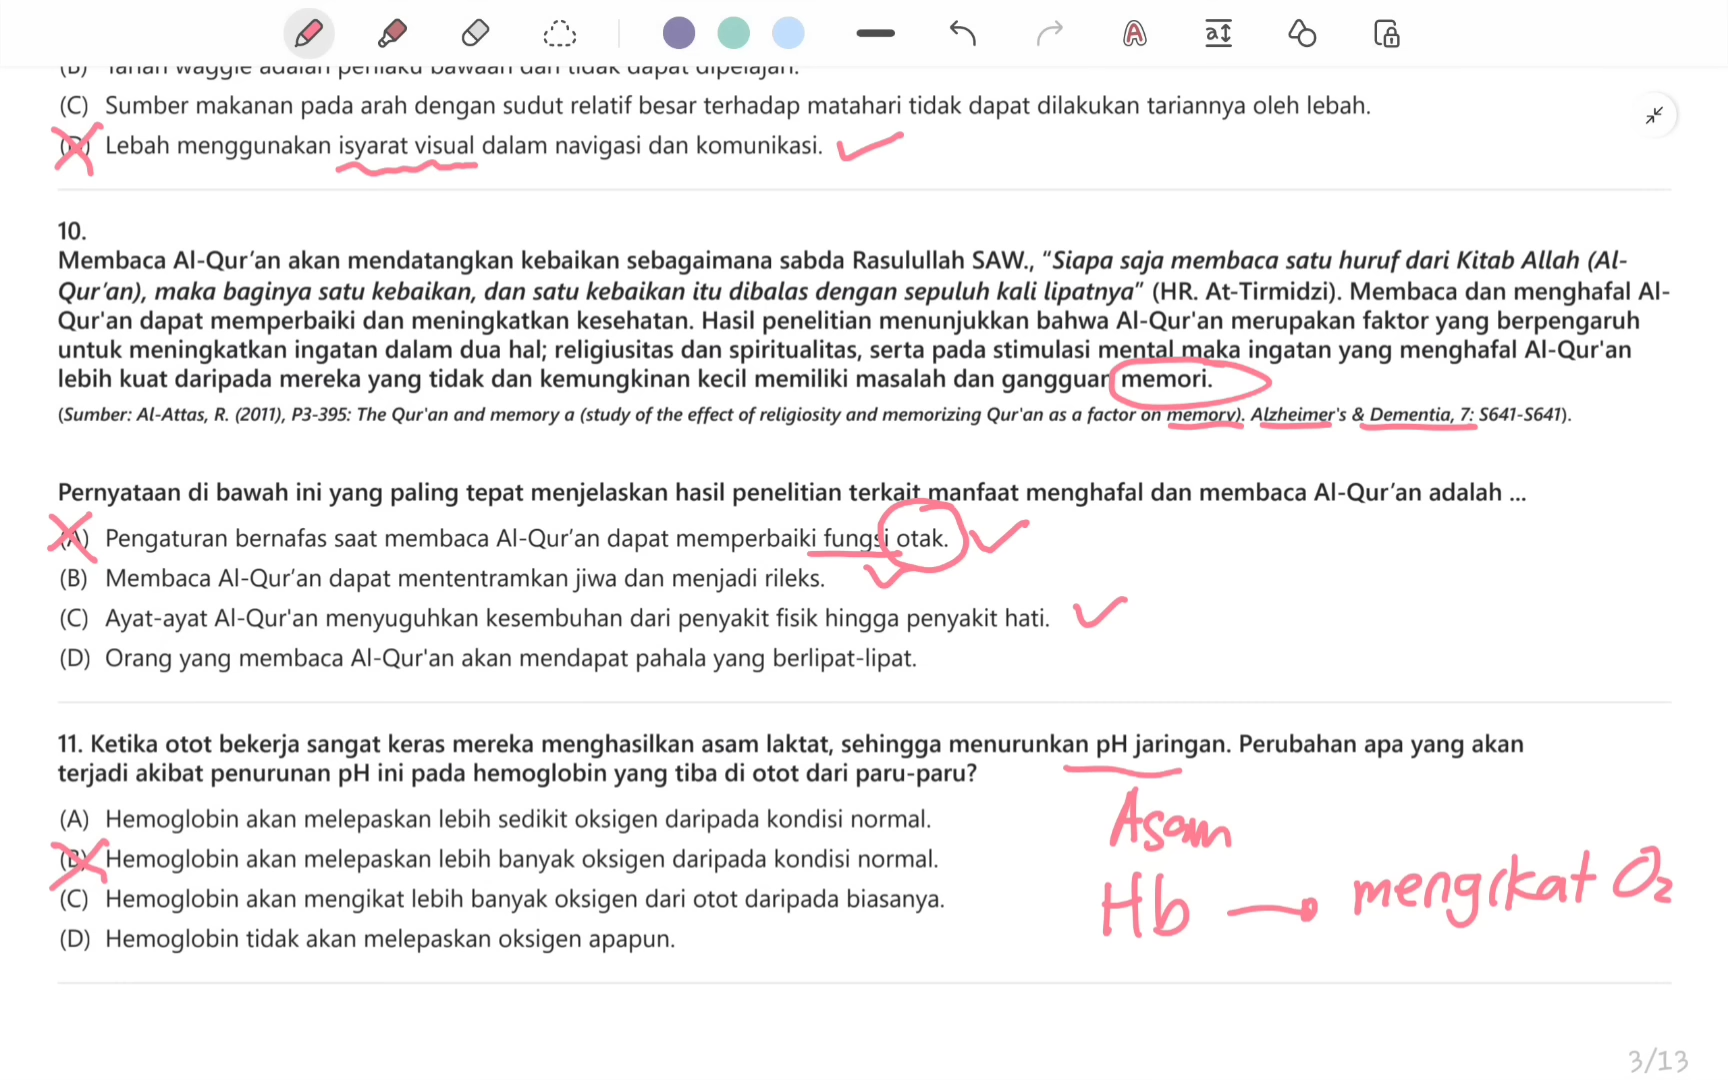 (B) Tarian waggle adalah perilaku bawaan dan tidak dapat dipelajari.
(C) Sumber makanan pada arah dengan sudut relatif besar terhadap matahari tidak dapat dilakukan tariannya oleh lebah.
Lebah menggunakan isyarat visual dalam navigasi dan komunikasi.
10.
Membaca Al-Qur’an akan mendatangkan kebaikan sebagaimana sabda Rasulullah SAW., “Siapa saja membaca satu huruf dari Kitab Allah (Al-
Qur’an), maka baginya satu kebaikan, dan satu kebaikan itu dibalas dengan sepuluh kali lipatnya” (HR. At-Tirmidzi). Membaca dan menghafal Al-
Qur'an dapat memperbaiki dan meningkatkan kesehatan. Hasil penelitian menunjukkan bahwa Al-Qur'an merupakan faktor yang berpengaruh
untuk meningkatkan ingatan dalam dua hal; religiusitas dan spiritualitas, serta pada stimulasi mental maka ingatan yang menghafal Al-Qur'an
lebih kuat daripada mereka yang tidak dan kemungkinan kecil memiliki masalah dan gangguan memori.
(Sumber: Al-Attas, R. (2011), P3-395: The Qur'an and memory a (study of the effect of religiosity and memorizing Qur'an as a factor on memory). Alzheimer's & Dementia, 7: S641-S641).
Pernyataan di bawah ini yang paling tepat menjelaskan hasil penelitian terkait manfaat menghafal dan membaca Al-Qur’an adalah ...
(A) Pengaturan bernafas saat membaca Al-Qur’an dapat memperbaiki fungsi otak.
(B) Membaca Al-Qur’an dapat mententramkan jiwa dan menjadi rileks.
(C) Ayat-ayat Al-Qur'an menyuguhkan kesembuhan dari penyakit fisik hingga penyakit hati.
(D) Orang yang membaca Al-Qur'an akan mendapat pahala yang berlipat-lipat.
11. Ketika otot bekerja sangat keras mereka menghasilkan asam laktat, sehingga menurunkan pH jaringan. Perubahan apa yang akan
terjadi akibat penurunan pH ini pada hemoglobin yang tiba di otot dari paru-paru?
(A) Hemoglobin akan melepaskan lebih sedikit oksigen daripada kondisi normal.
(B) Hemoglobin akan melepaskan lebih banyak oksigen daripada kondisi normal.
(C) Hemoglobin akan mengikat lebih banyak oksigen dari otot daripada biasanya.
(D) Hemoglobin tidak akan melepaskan oksigen apapun.
Asam
Hb → mengikat O₂
3/13